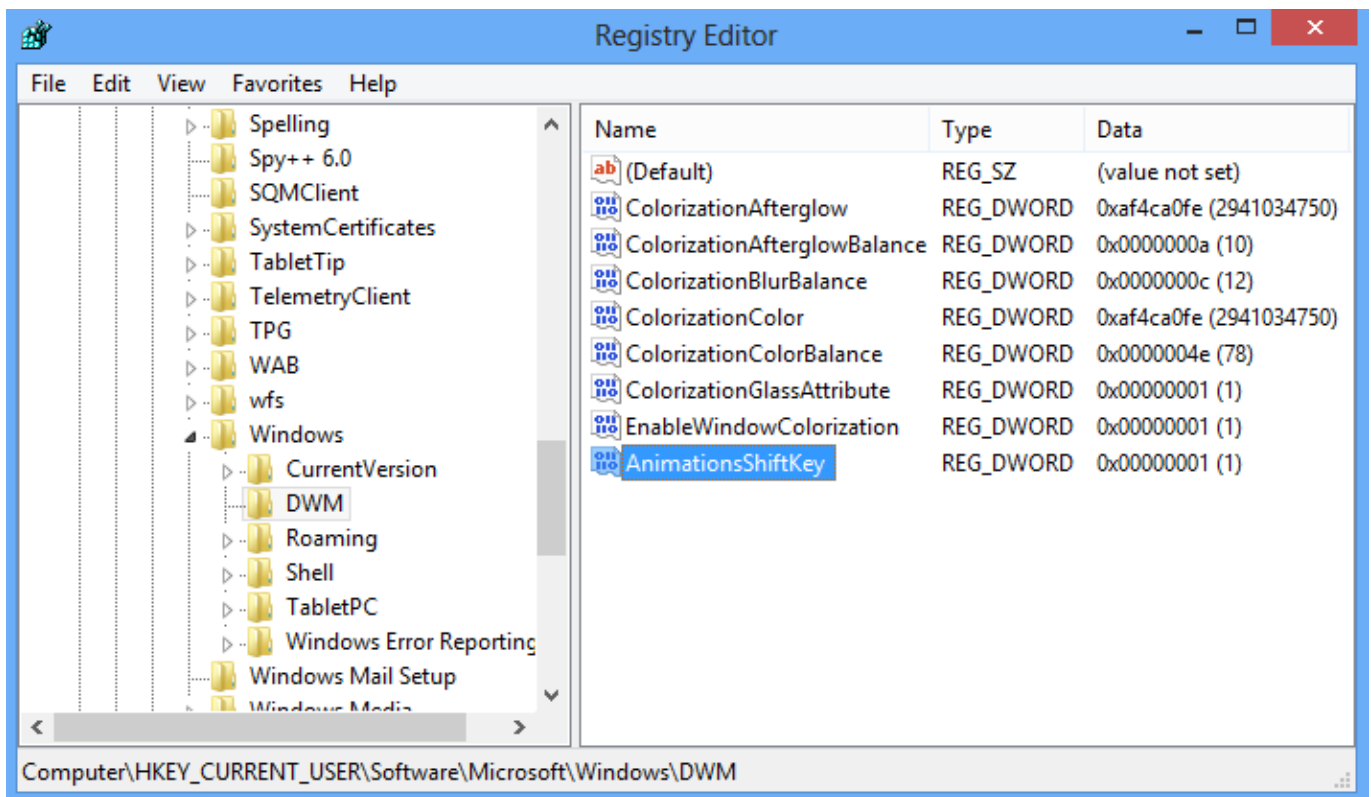 Registry Editor
File Edit View Favorites Help
Spelling
Spy++ 6.0
SQMClient
SystemCertificates
TabletTip
TelemetryClient
TPG
WAB
wfs
Windows
CurrentVersion
DWM
Roaming
Shell
TabletPC
Windows Error Reporting
Windows Mail Setup
Windows Media
Name Type Data
(Default) REG_SZ (value not set)
ColorizationAfterglow REG_DWORD 0xaf4ca0fe (2941034750)
ColorizationAfterglowBalance REG_DWORD 0x0000000a (10)
ColorizationBlurBalance REG_DWORD 0x0000000c (12)
ColorizationColor REG_DWORD 0xaf4ca0fe (2941034750)
ColorizationColorBalance REG_DWORD 0x0000004e (78)
ColorizationGlassAttribute REG_DWORD 0x00000001 (1)
EnableWindowColorization REG_DWORD 0x00000001 (1)
AnimationsShiftKey REG_DWORD 0x00000001 (1)
Computer\HKEY_CURRENT_USER\Software\Microsoft\Windows\DWM